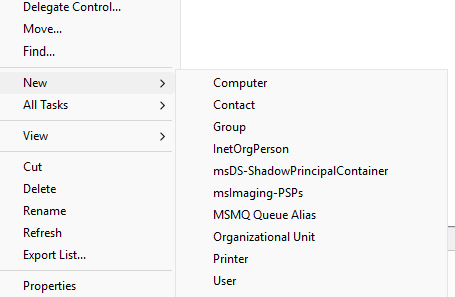 Delegate Control...
Move...
Find...
New
All Tasks
View
Cut
Delete
Rename
Refresh
Export List...
Properties
Computer
Contact
Group
InetOrgPerson
msDS-ShadowPrincipalContainer
msImaging-PSPs
MSMQ Queue Alias
Organizational Unit
Printer
User